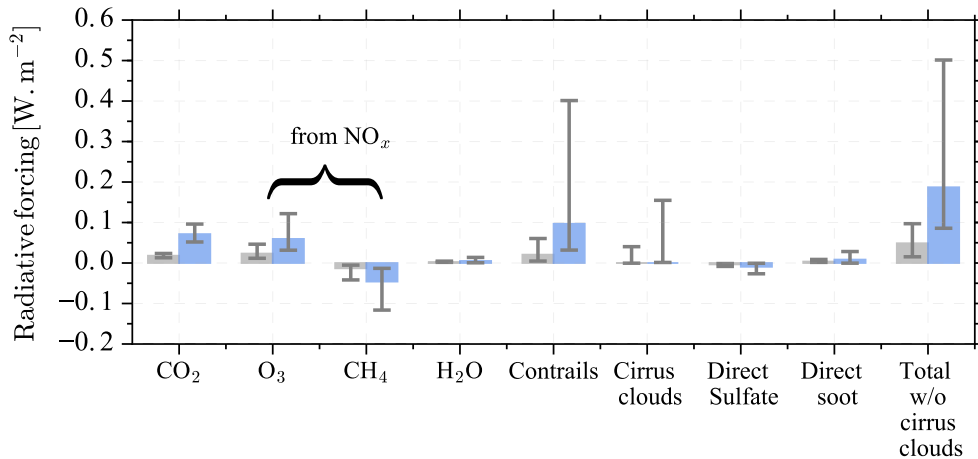 0.6
0.5
0.4
0.3
0.2
0.1
0.0
−0.1
−0.2
Radiative forcing [W. m⁻²]
from NOₓ
CO₂
O₃
CH₄
H₂O
Contrails
Cirrus
clouds
Direct
Sulfate
Direct
soot
Total
w/o
cirrus
clouds